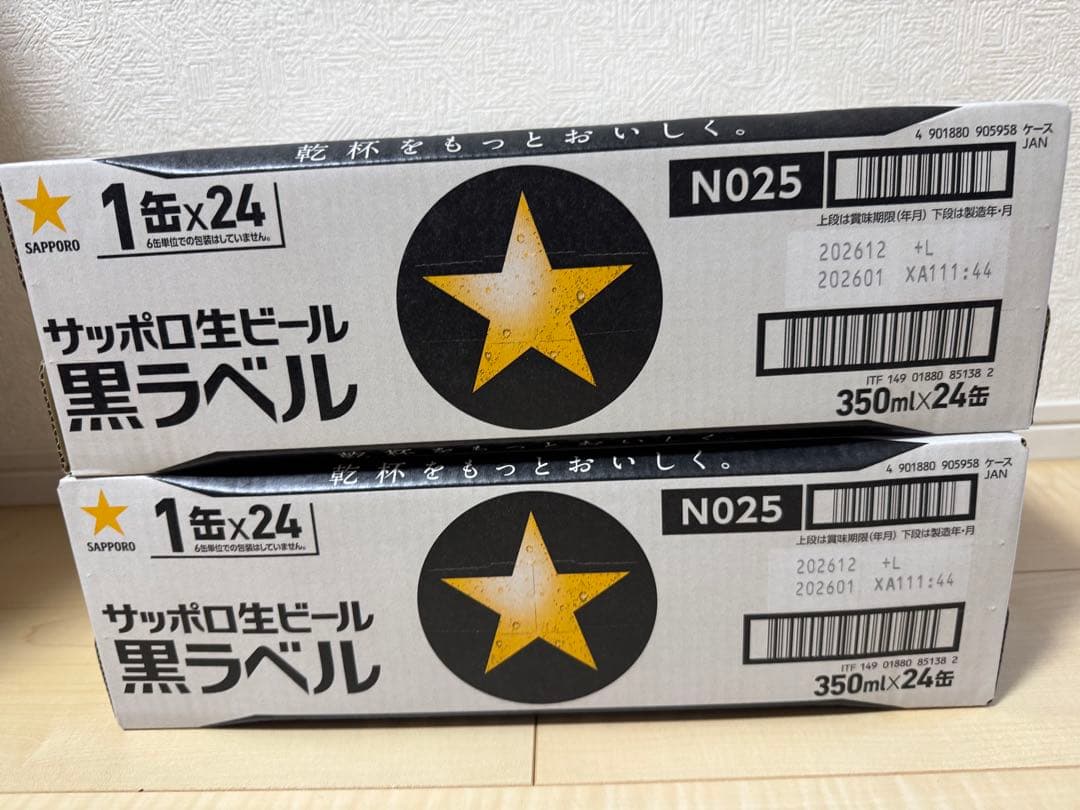 乾杯をもっとおいしく。
4 901880 905958 ケース
JAN
SAPPORO
1缶×24
6缶単位での包装はしていません。
N025
上段は賞味期限(年月) 下段は製造年・月
202612 +L
202601 XA111:44
サッポロ生ビール
黒ラベル
ITF 149 01880 85138 2
350ml×24缶
乾杯をもっとおいしく。
4 901880 905958 ケース
JAN
SAPPORO
1缶×24
6缶単位での包装はしていません。
N025
上段は賞味期限(年月) 下段は製造年・月
202612 +L
202601 XA111:44
サッポロ生ビール
黒ラベル
ITF 149 01880 85138 2
350ml×24缶